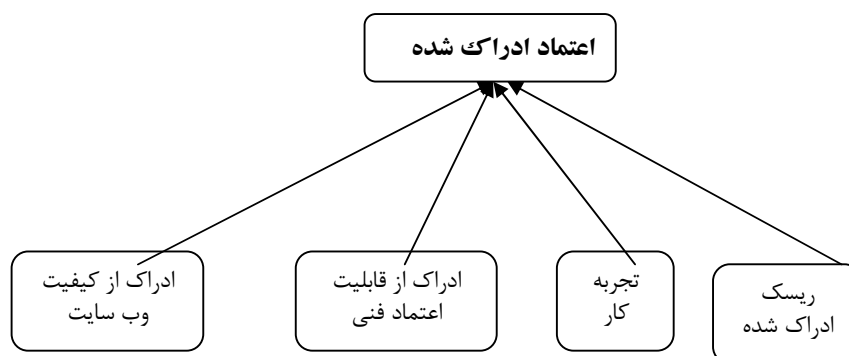 اعتماد ادراک شده
ریسک
ادراک شده
تجربه
کار
ادراک از قابلیت
اعتماد فنی
ادراک از کیفیت
وب سایت